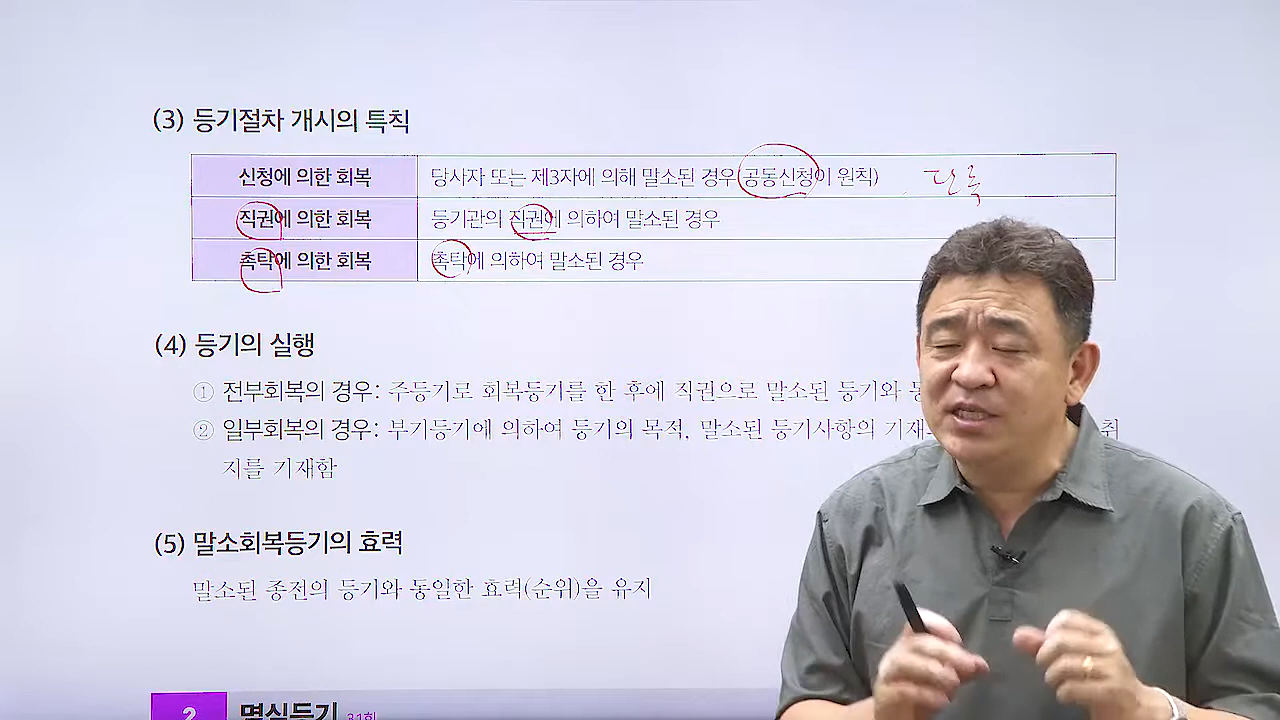 (3) 등기절차 개시의 특칙
신청에 의한 회복 당사자 또는 제3자에 의해 말소된 경우(공동신청이 원칙) 단독
직권에 의한 회복 등기관의 직권에 의하여 말소된 경우
촉탁에 의한 회복 촉탁에 의하여 말소된 경우
(4) 등기의 실행
① 전부회복의 경우: 주등기로 회복등기를 한 후에 직권으로 말소된 등기와
② 일부회복의 경우: 부기등기에 의하여 등기의 목적, 말소된 등기사항의 취
지를 기재함
(5) 말소회복등기의 효력
말소된 종전의 등기와 동일한 효력(순위)을 유지
2 멸실등기 31회